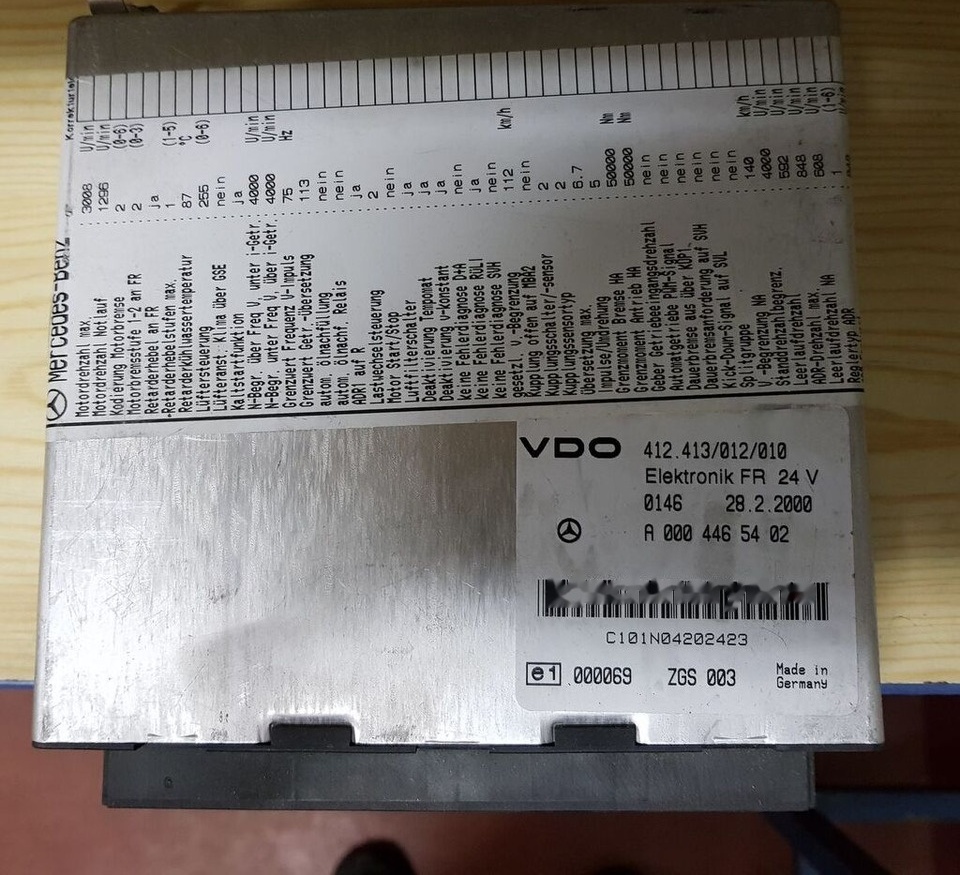 Mercedes-Benz
Korrekturen
Motordrehzahl max. 3008 U/min
Motordrehzahl Notlauf 1296 U/min
Kodierung Motorbremse 2 (0-6)
Motorbremsstufe 1-2 an FR 2 (0-3)
Retarderhebel an FR ja
-Retarderhebelstufen max. 1 (1-5)
Retarderkühlwassertemperatur 87 °C
Lüftersteuerung 255 (0-6)
Lüfteranst. Klima über GSE nein
Kaltstartfunktion ja
N-Begr. über Freq V, unter i-Getr. 4000 U/min
N-Begr. unter Freq V, über i-Getr. 4000 U/min
Grenzwert Frequenz V-Impuls 75 Hz
Grenzwert Getr.-Übersetzung 113
autom. ölnachfüllung nein
autom. ölnachf. Relais nein
ADR1 auf R ja
Lastwechselsteuerung 2
Motor Start/Stop nein
Luftfilterschalter ja
Deaktivierung Tempomat ja
Deaktivierung y-konstant ja
keine Fehlerdiagnose D+A nein
keine Fehlerdiagnose RUL1 ja
keine Fehlerdiagnose SVH nein
gesetzl. V.-Begrenzung 112 km/h
Kupplung offen auf MBR2 nein
Kupplungsschalter/-sensor 2
Kupplungssensortyp 2
Übersetzung max. 6.7
Impulse/Umdrehung 5
Grenzmoment Bremse HA 50000 Nm
Grenzmoment Antrieb HA 50000 Nm
Geber Getriebeeingangsdrehzahl nein
Automatgetriebe PWM-Signal nein
Dauerbremse aus über KÜP1 nein
Dauerbremsanforderung auf SVH nein
Kick-Down-Signal auf SVL nein
Splitgruppe nein
V.-Begrenzung NA 140 km/h
Standdrehzahlbegrenz. 4000 U/min
Leerlaufdrehzahl 592 U/min
ADR-Drehzahl max. 848 U/min
Leerlaufdrehzahl NA 608 U/min
Reglertyp ADR 1 (1-6)
VDO 412.413/012/010
Elektronik FR 24 V
0146 28.2.2000
A 000 446 54 02
C101N04202423
e1 000069 ZGS 003 Made in
Germany